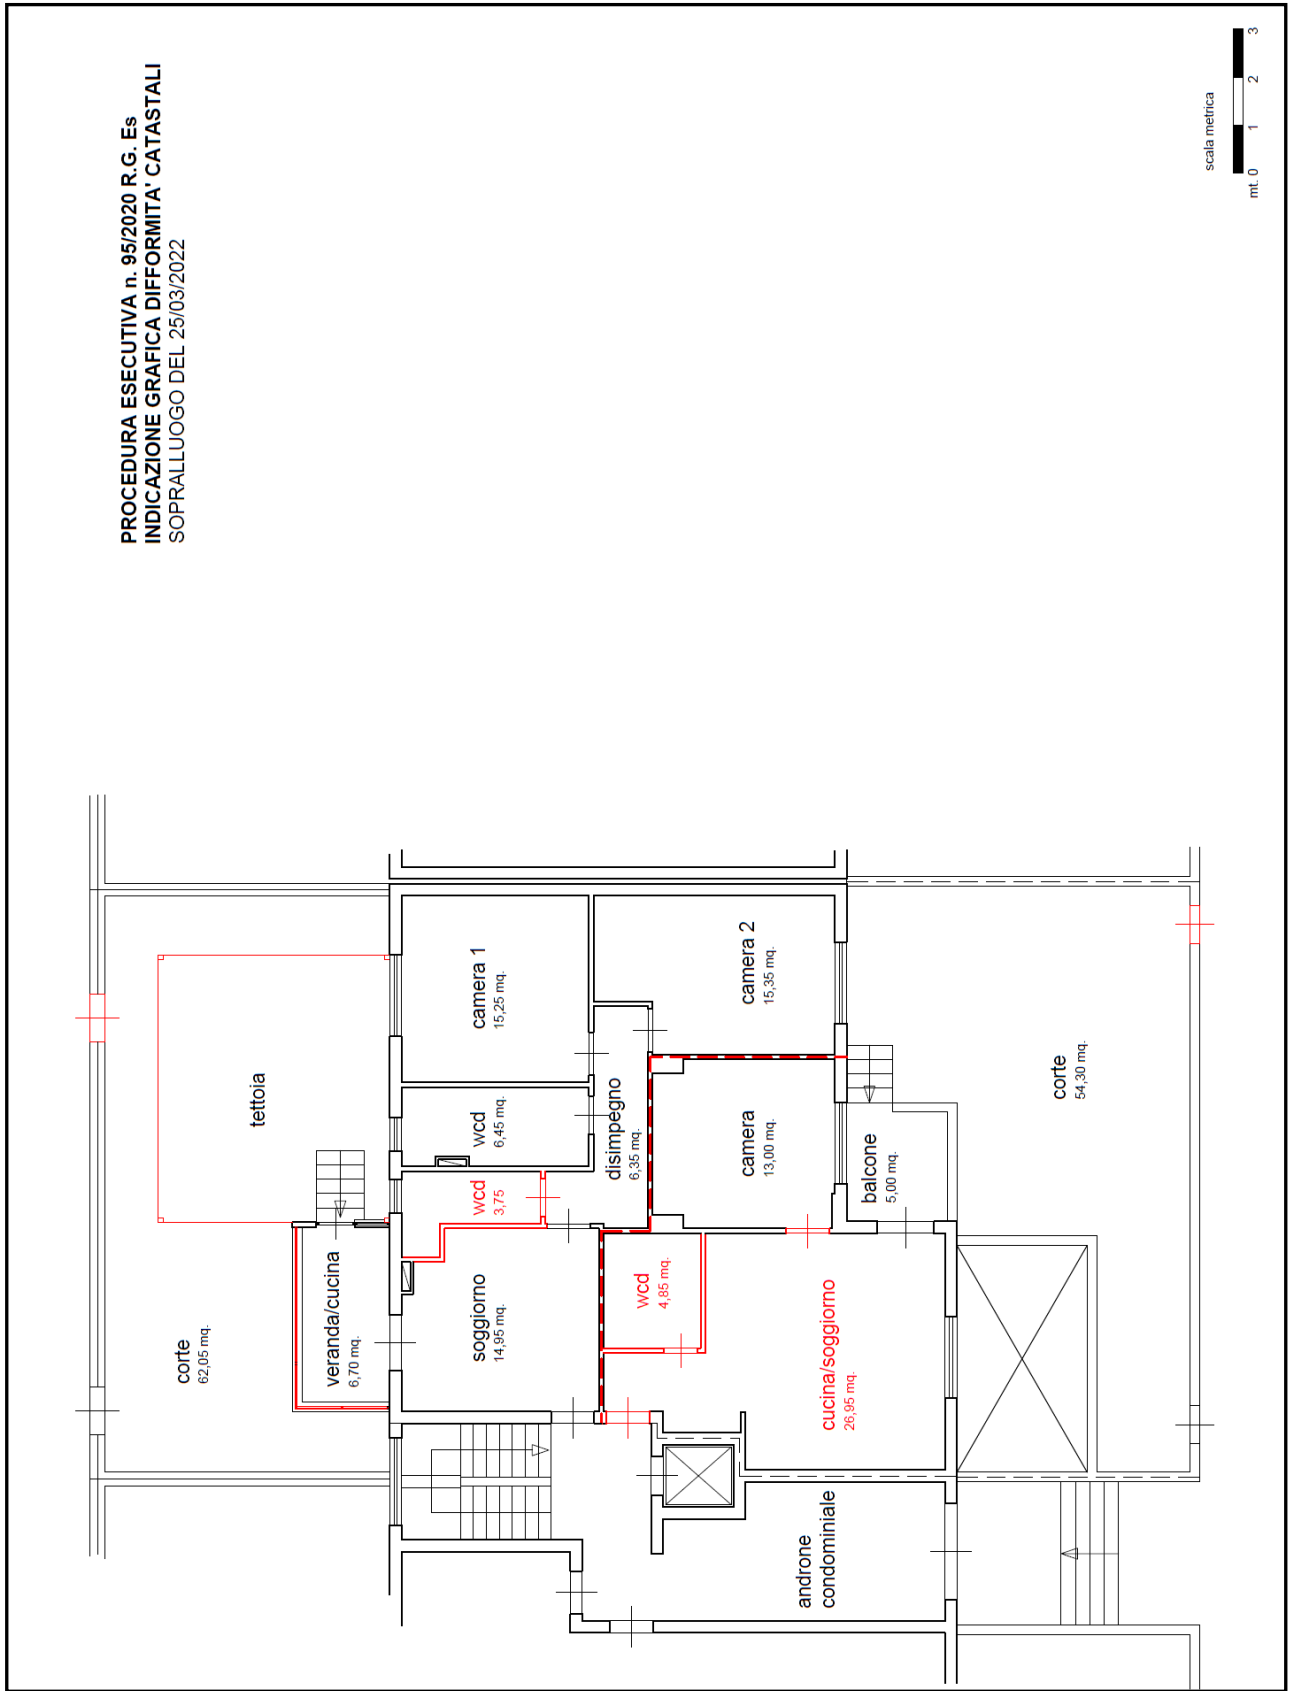 PROCEDURA ESECUTIVA n. 95/2020 R.G. Es
INDICAZIONE GRAFICA DIFFORMITA' CATASTALI
SOPRALLUOGO DEL 25/03/2022
scala metrica
mt. 0 1 2 3
corte
62,05 mq.
tettoia
veranda/cucina
6,70 mq.
soggiorno
14,95 mq.
wcd
3,75
wcd
6,45 mq.
camera 1
15,25 mq.
disimpegno
6,35 mq.
wcd
4,85 mq.
camera
13,00 mq.
camera 2
15,35 mq.
cucina/soggiorno
26,95 mq.
balcone
5,00 mq.
androne
condominiale
corte
54,30 mq.